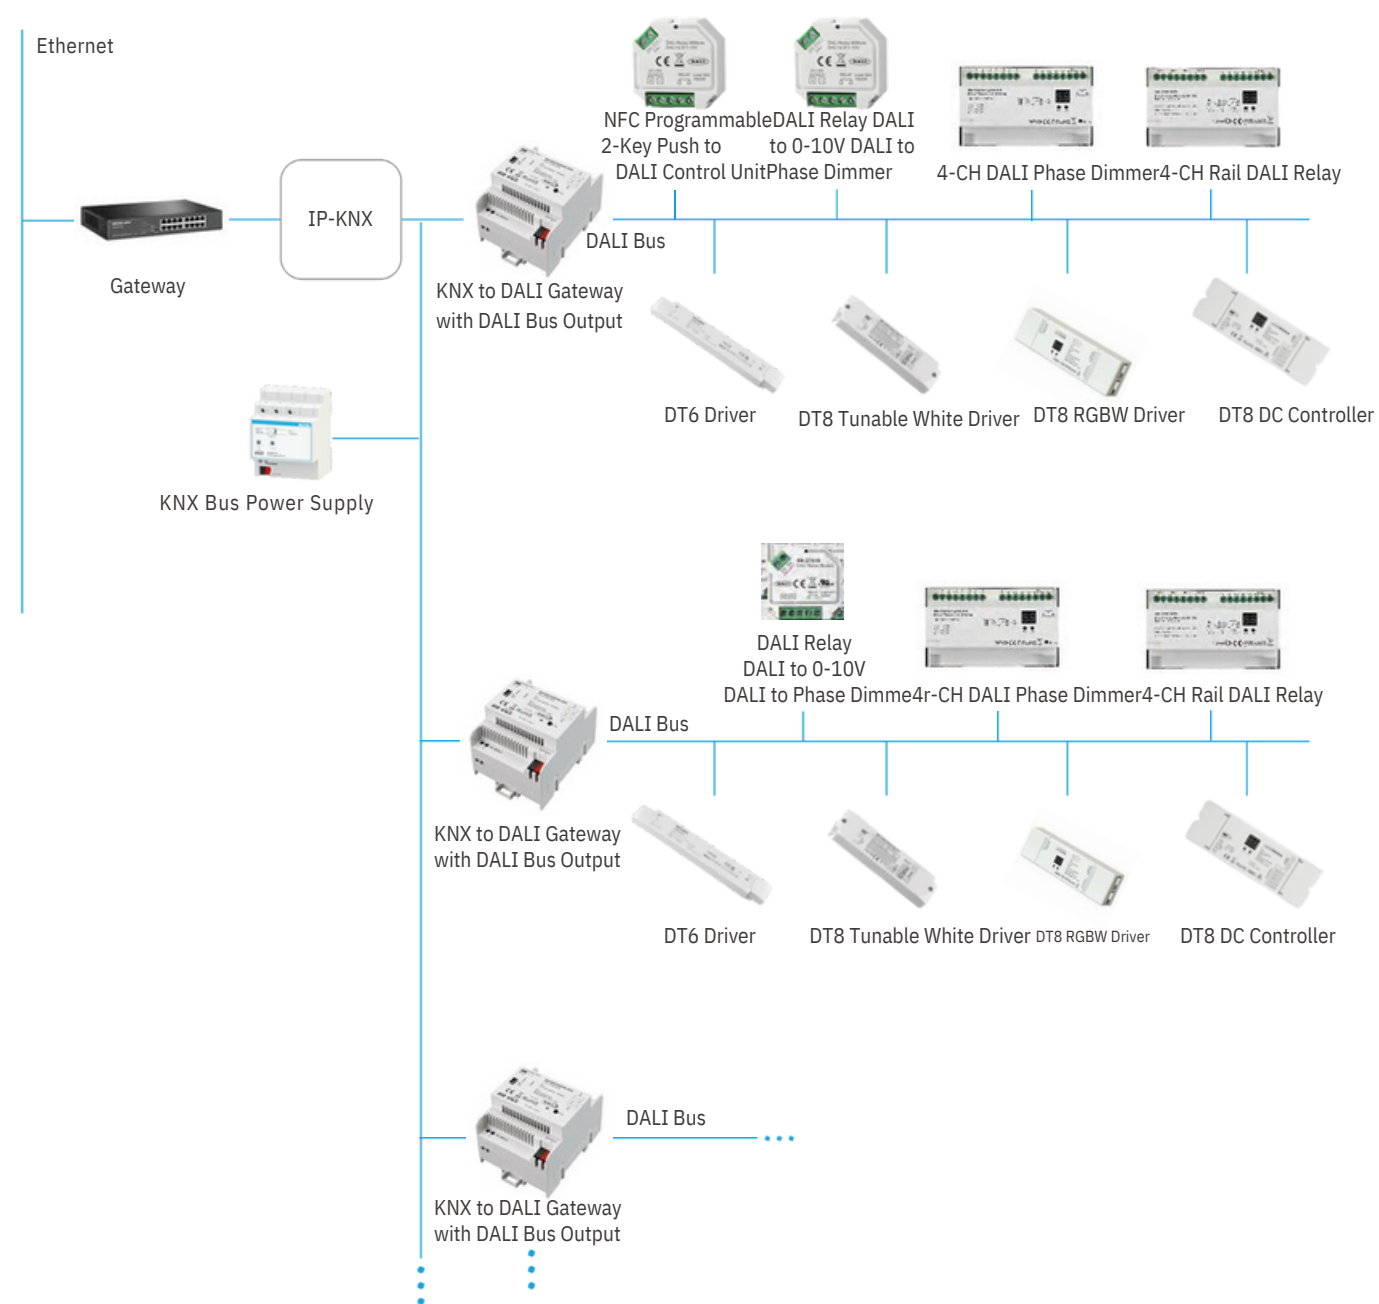 Ethernet
NFC Programmable
2-Key Push to
DALI Control Unit
DALI Relay DALI
to 0-10V DALI to
Phase Dimmer
4-CH DALI Phase Dimmer
4-CH Rail DALI Relay
IP-KNX
DALI Bus
Gateway
KNX to DALI Gateway
with DALI Bus Output
DT6 Driver
DT8 Tunable White Driver
DT8 RGBW Driver
DT8 DC Controller
KNX Bus Power Supply
DALI Relay
DALI to 0-10V
DALI to Phase Dimme4r-CH DALI Phase Dimmer4-CH Rail DALI Relay
DALI Bus
KNX to DALI Gateway
with DALI Bus Output
DT6 Driver
DT8 Tunable White Driver
DT8 RGBW Driver
DT8 DC Controller
DALI Bus
KNX to DALI Gateway
with DALI Bus Output